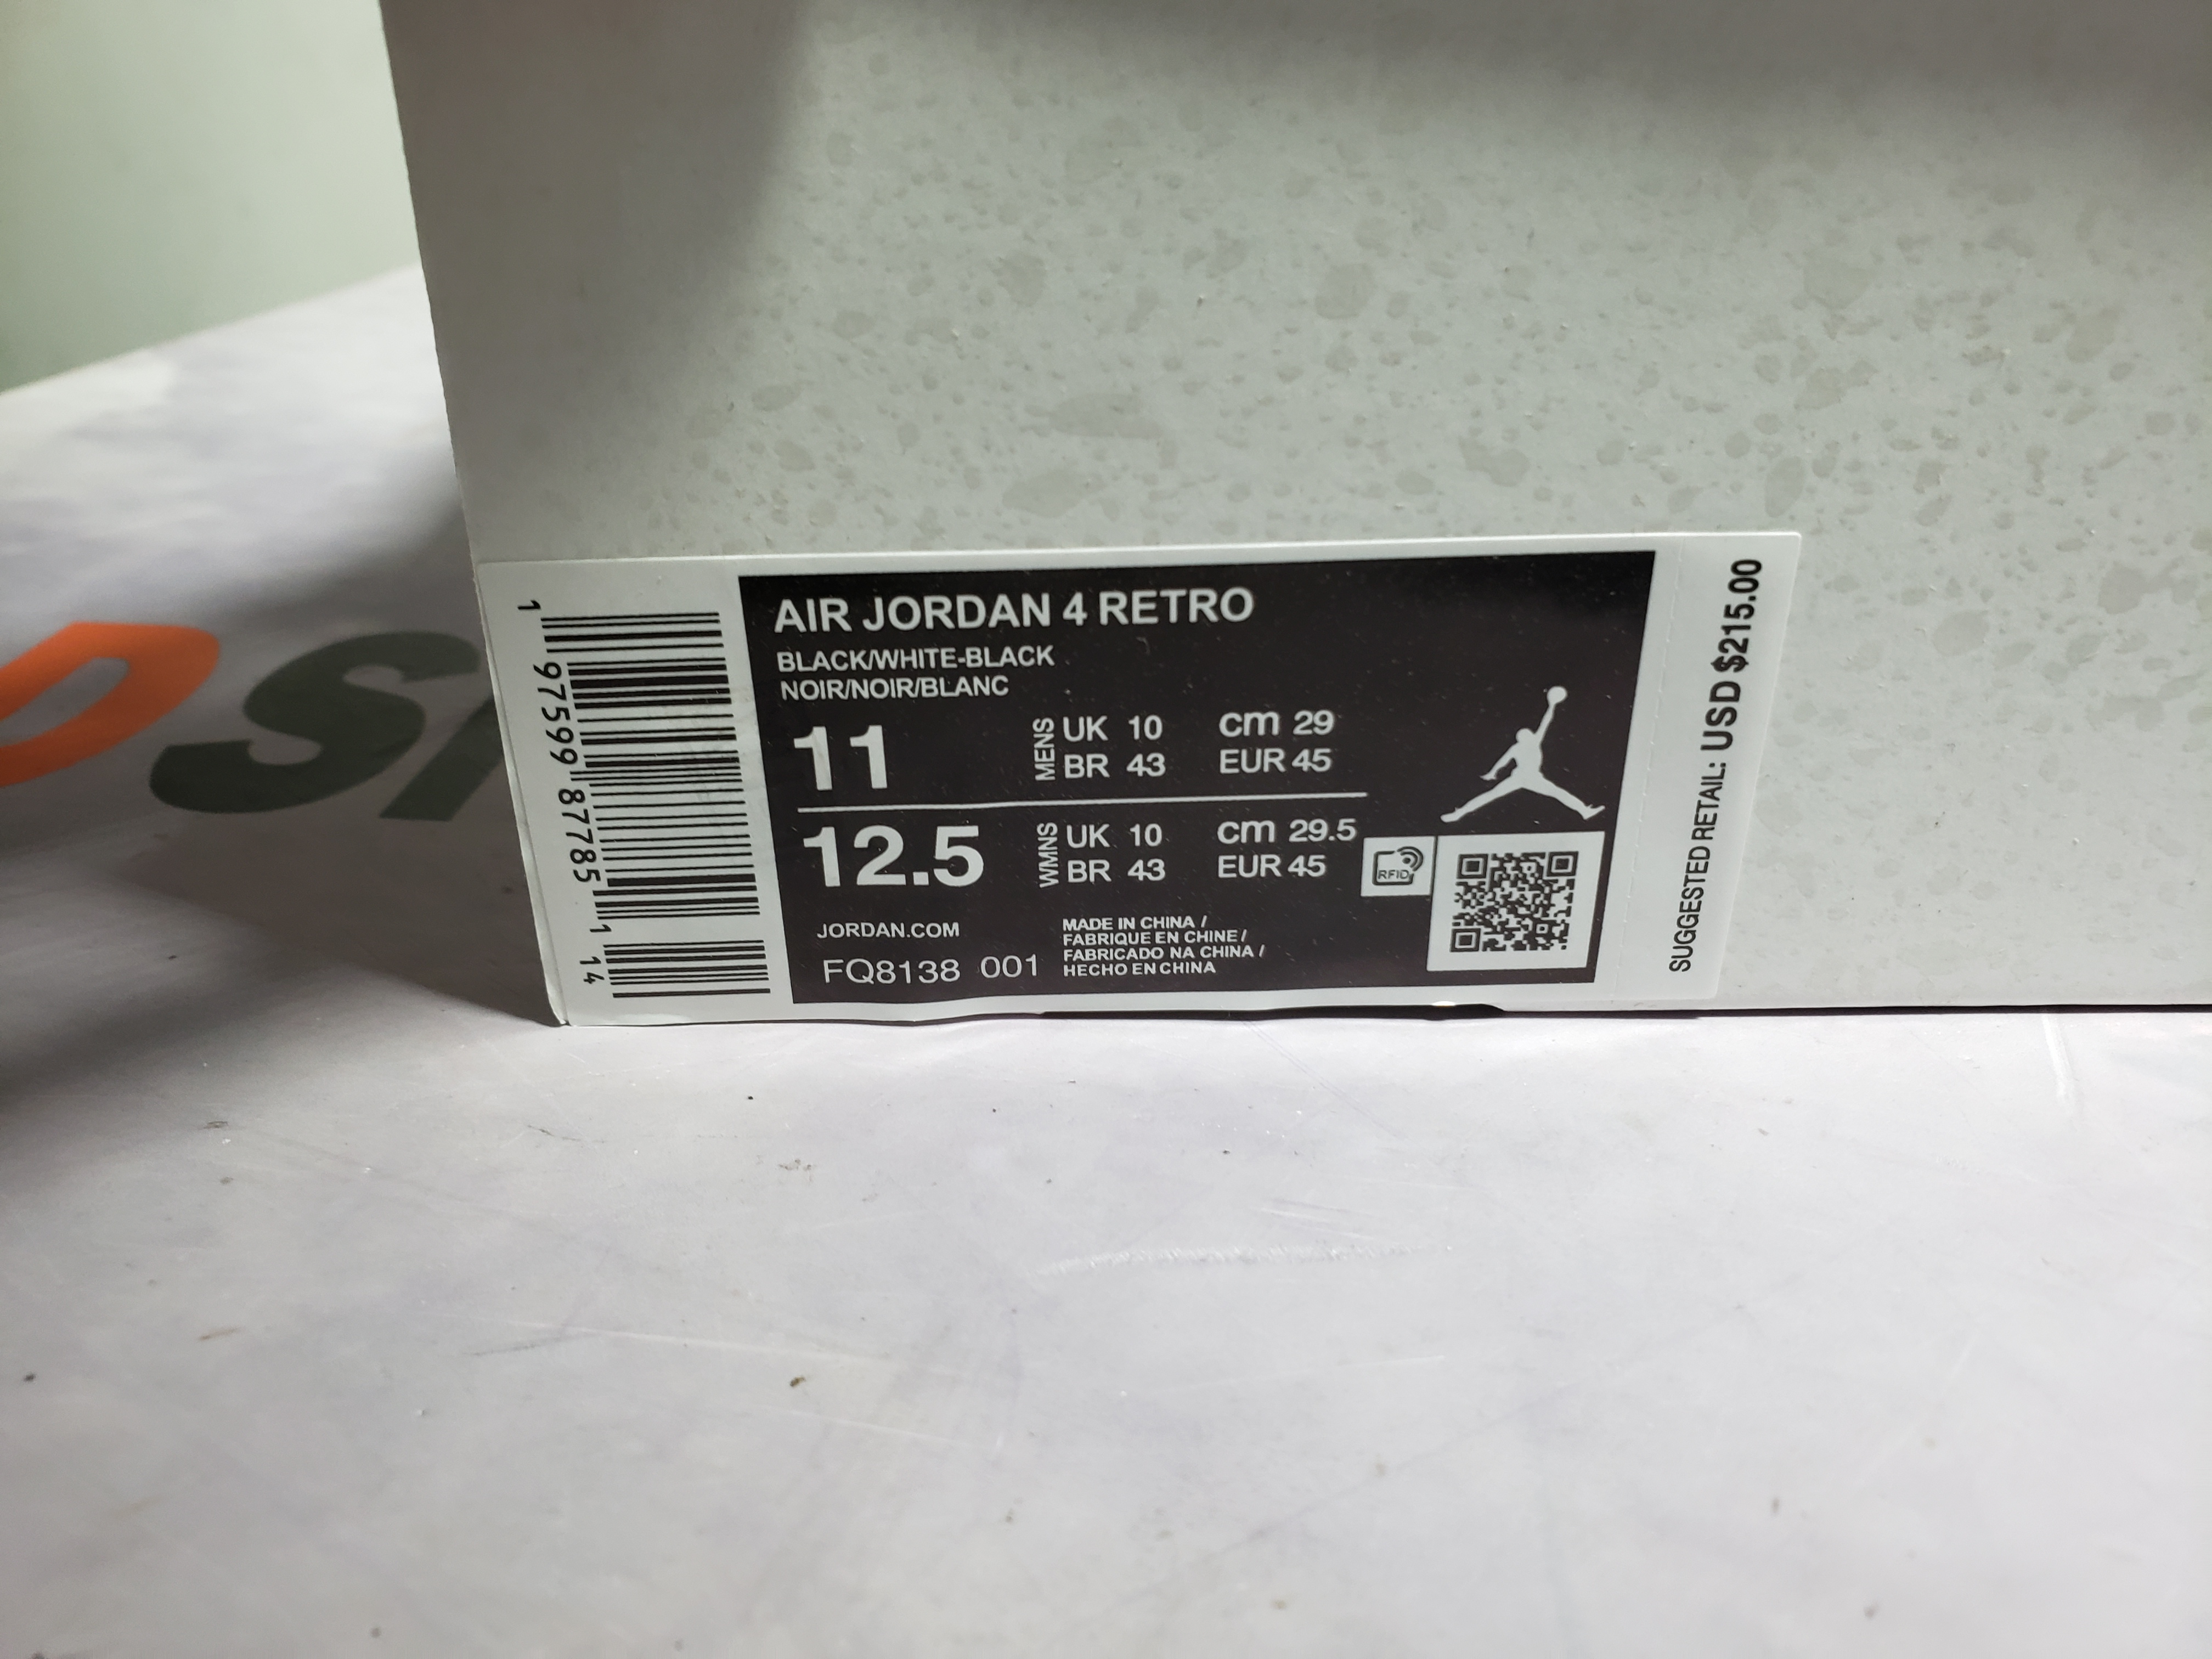 AIR JORDAN 4 RETRO
BLACK/WHITE-BLACK
NOIR/NOIR/BLANC
11
MENS
UK 10 cm 29
BR 43 EUR 45
12.5
WMNS
UK 10 cm 29.5
BR 43 EUR 45
RFID
JORDAN.COM
FQ8138 001
MADE IN CHINA /
FABRIQUE EN CHINE /
FABRICADO NA CHINA /
HECHO EN CHINA
1 97599 87785 1 14
SUGGESTED RETAIL: USD $215.00